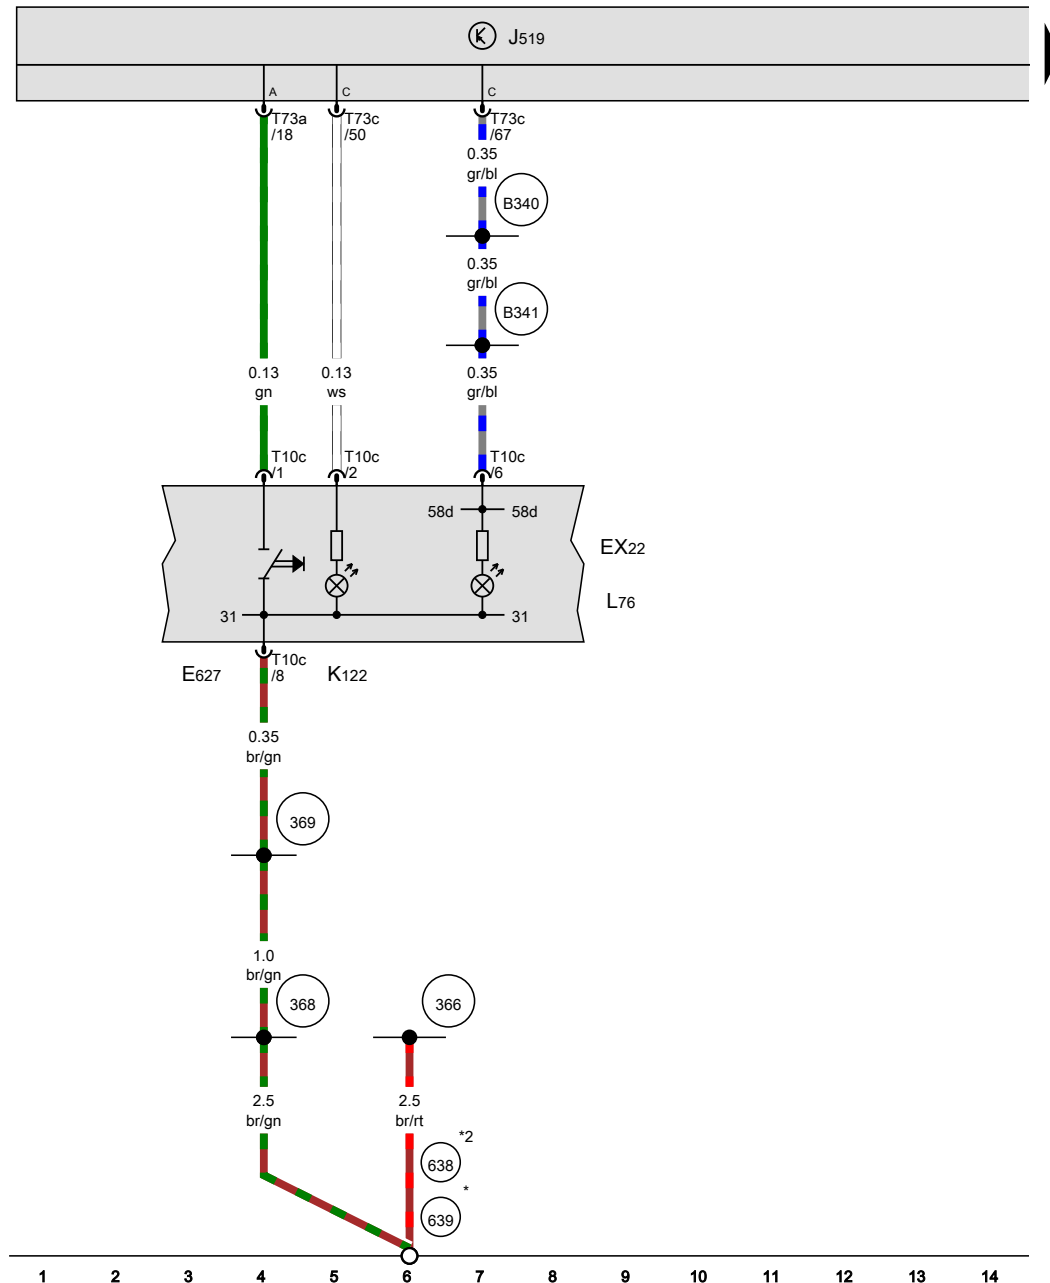 J519
A
C
C
T73a
/18
T73c
/50
T73c
/67
0.35
gr/bl
B340
0.35
gr/bl
B341
0.13
gn
0.13
ws
0.35
gr/bl
T10c
/1
T10c
/2
T10c
/6
58d
58d
EX22
L76
31
31
E627
T10c
/8
K122
0.35
br/gn
369
1.0
br/gn
368
366
2.5
br/gn
2.5
br/rt
*2
638
*
639
1 2 3 4 5 6 7 8 9 10 11 12 13 14